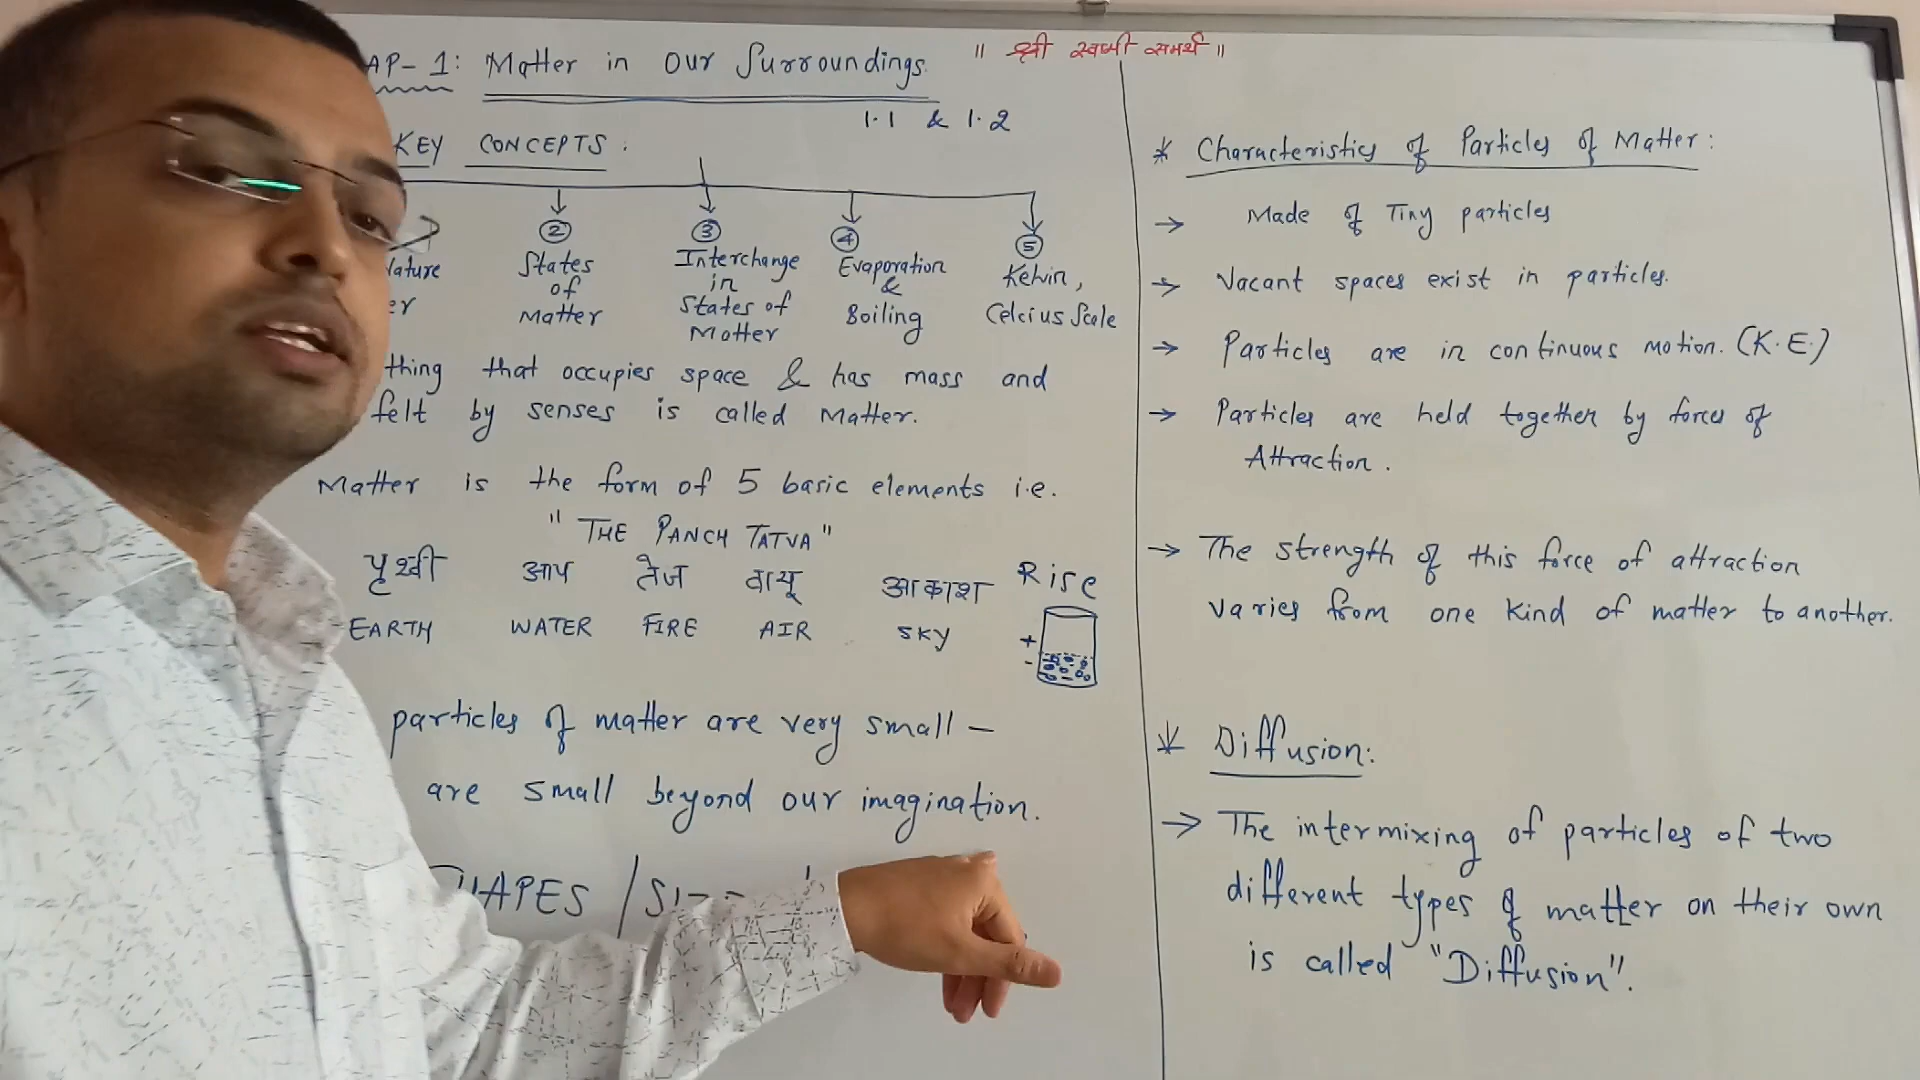 AP-1: Matter in Our Surroundings.
॥ श्री स्वामी समर्थ ॥
1.1 & 1.2
KEY CONCEPTS :
② ③ ④ ⑤
States
of
Matter
Interchange
in
States of
Matter
Evaporation
&
Boiling
Kelvin,
Celcius Scale
thing that occupies space & has mass and
felt by senses is called Matter.
Matter is the form of 5 basic elements i.e.
"THE PANCH TATVA"
पृथ्वी आप तेज वायू आकाश
EARTH WATER FIRE AIR SKY
Rise
+
-
particles of matter are very small —
are small beyond our imagination.
HAPES /
* Characteristics of Particles of Matter:
→ Made of Tiny particles
→ Vacant spaces exist in particles.
→ Particles are in continuous motion. (K.E.)
→ Particles are held together by forces of
Attraction.
→ The strength of this force of attraction
varies from one kind of matter to another.
* Diffusion:
→ The intermixing of particles of two
different types of matter on their own
is called "Diffusion".